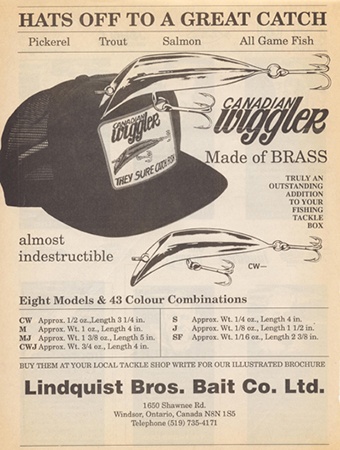 HATS OFF TO A GREAT CATCH
Pickerel Trout Salmon All Game Fish
CANADIAN
Wiggler
CANADIAN
Wiggler
THEY SURE CATCH FISH
Made of BRASS
TRULY AN
OUTSTANDING
ADDITION
TO YOUR
FISHING
TACKLE
BOX
almost
indestructible
CW—
Eight Models & 43 Colour Combinations
CW Approx. 1/2 oz., Length 3 1/4 in.
M Approx. Wt. 1 oz., Length 4 in.
MJ Approx. Wt. 1 3/8 oz., Length 5 in.
CWJ Approx. Wt. 3/4 oz., Length 4 in.
S Approx. Wt. 1/4 oz., Length 4 in.
J Approx. Wt. 1/8 oz., Length 1 1/2 in.
SF Approx. Wt. 1/16 oz., Length 2 3/8 in.
BUY THEM AT YOUR LOCAL TACKLE SHOP WRITE FOR OUR ILLUSTRATED BROCHURE
Lindquist Bros. Bait Co. Ltd.
1650 Shawnee Rd.
Windsor, Ontario, Canada N8N 1S5
Telephone (519) 735-4171